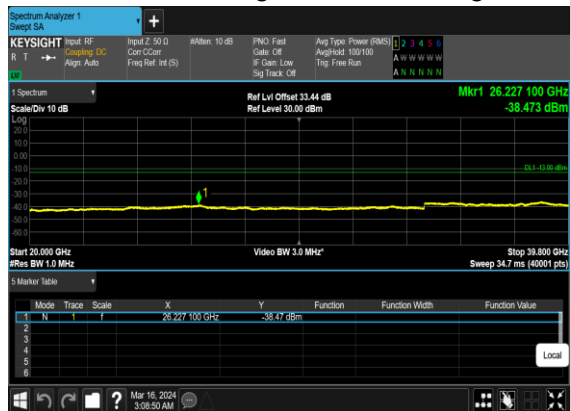 Spectrum Analyzer 1
Swept SA
+
KEYSIGHT Input: RF Input Z: 50 Ω #Atten: 10 dB PNO: Fast Avg Type: Power (RMS) 1 2 3 4 5 6
R T Coupling: DC Corr CCorr Gate: Off Avg|Hold: 100/100 A W W W W W
Align: Auto Freq Ref: Int (S) IF Gain: Low Trig: Free Run
LW Sig Track: Off A N N N N N
1 Spectrum Ref Lvl Offset 33.44 dB Mkr1 26.227 100 GHz
Scale/Div 10 dB Ref Level 30.00 dBm -38.473 dBm
Log
20.0
10.0
0.00
-10.0 DL1 -13.00 dBm
-20.0
-30.0 1
-40.0
-50.0
-60.0
Start 20.000 GHz Video BW 3.0 MHz* Stop 39.800 GHz
#Res BW 1.0 MHz Sweep 34.7 ms (40001 pts)
5 Marker Table
Mode Trace Scale X Y Function Function Width Function Value
1 N 1 f 26.227 100 GHz -38.47 dBm
2
3
4
5 Local
6
? Mar 16, 2024
3:08:50 AM